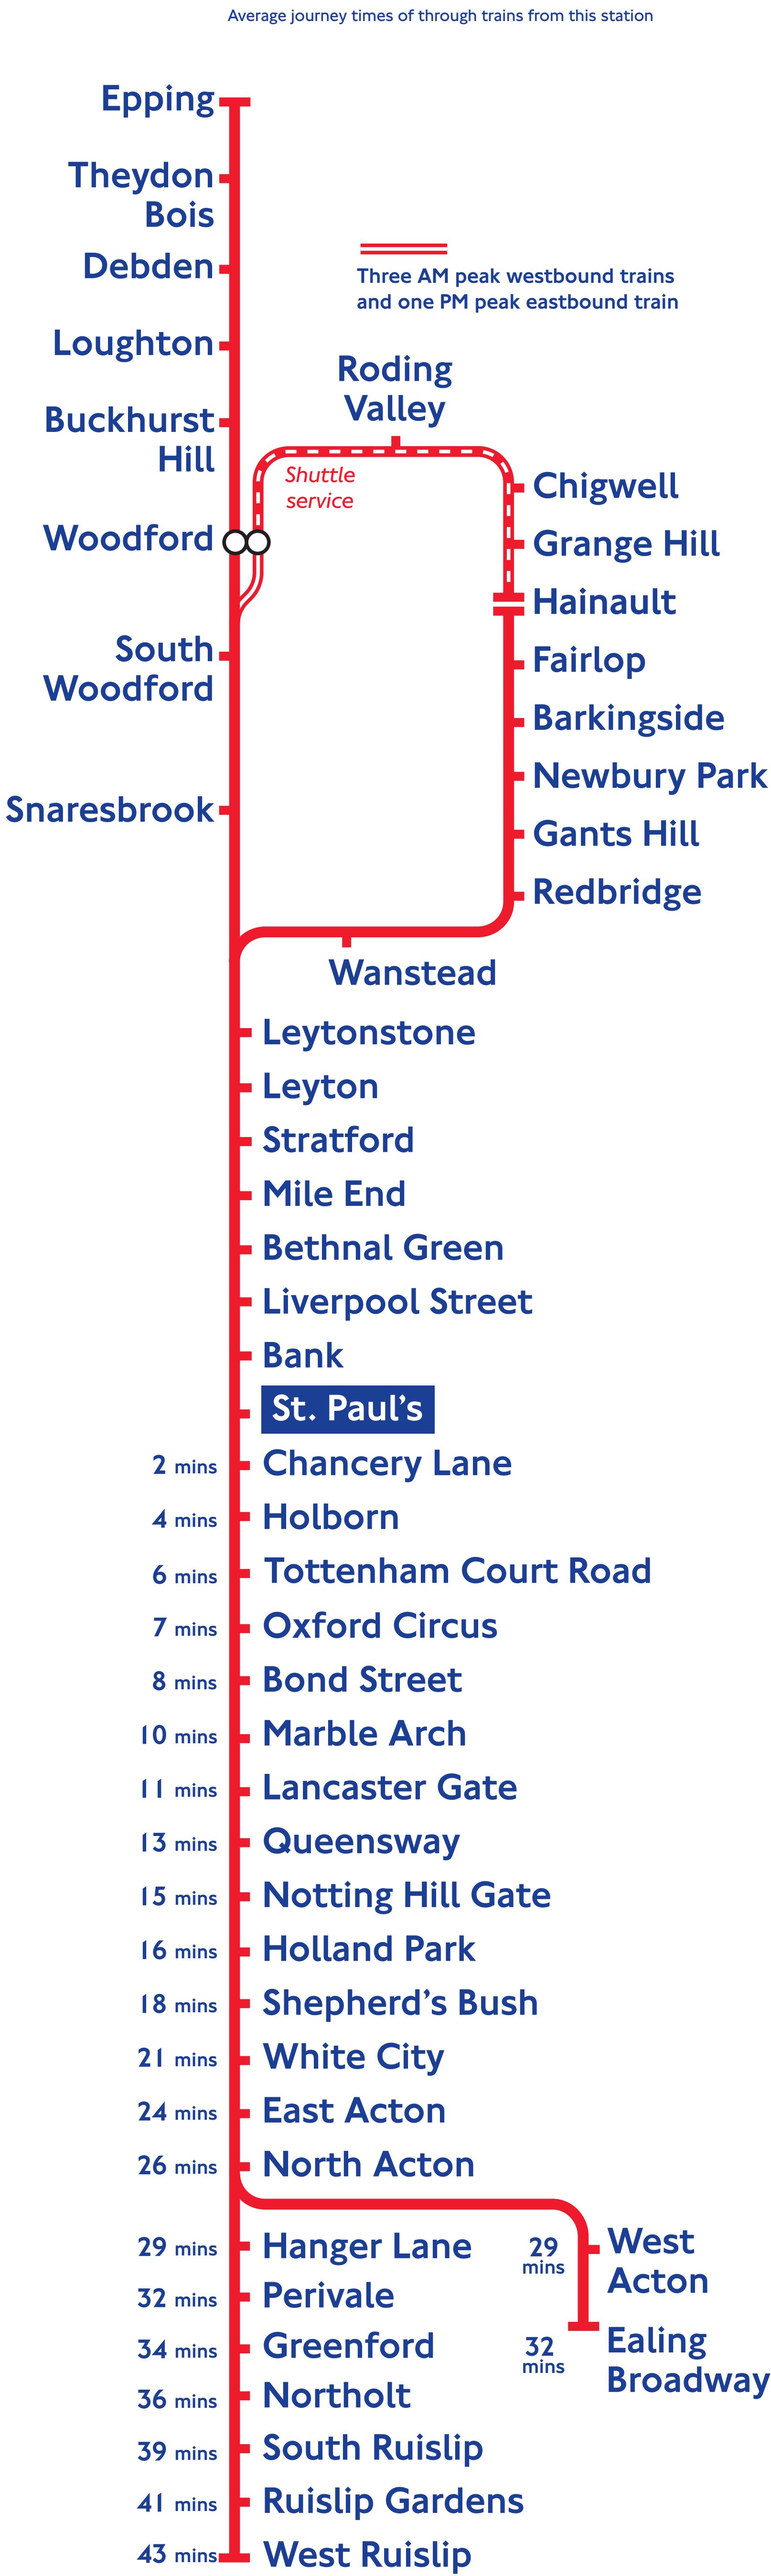 Average journey times of through trains from this station
Epping
Theydon
Bois
Debden
Three AM peak westbound trains
and one PM peak eastbound train
Loughton
Roding
Valley
Buckhurst
Hill
Shuttle
service
Chigwell
Woodford
Grange Hill
Hainault
South
Woodford
Fairlop
Barkingside
Newbury Park
Snaresbrook
Gants Hill
Redbridge
Wanstead
Leytonstone
Leyton
Stratford
Mile End
Bethnal Green
Liverpool Street
Bank
St. Paul's
2 mins Chancery Lane
4 mins Holborn
6 mins Tottenham Court Road
7 mins Oxford Circus
8 mins Bond Street
10 mins Marble Arch
11 mins Lancaster Gate
13 mins Queensway
15 mins Notting Hill Gate
16 mins Holland Park
18 mins Shepherd's Bush
21 mins White City
24 mins East Acton
26 mins North Acton
29 mins Hanger Lane
29
mins
West
Acton
32 mins Perivale
34 mins Greenford
32
mins
Ealing
Broadway
36 mins Northolt
39 mins South Ruislip
41 mins Ruislip Gardens
43 mins West Ruislip